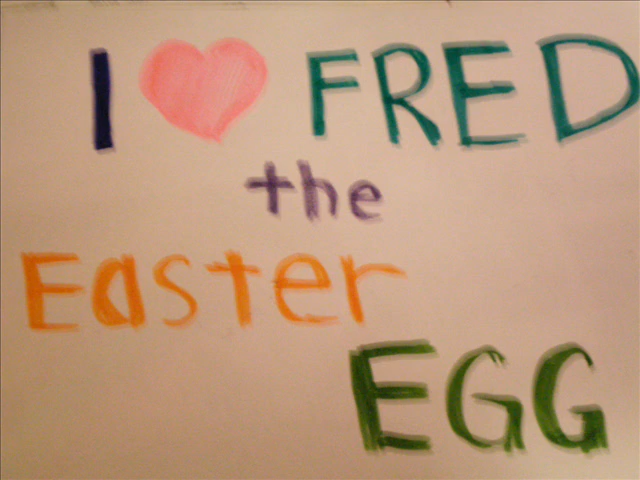 I ❤ FRED
the
Easter
EGG